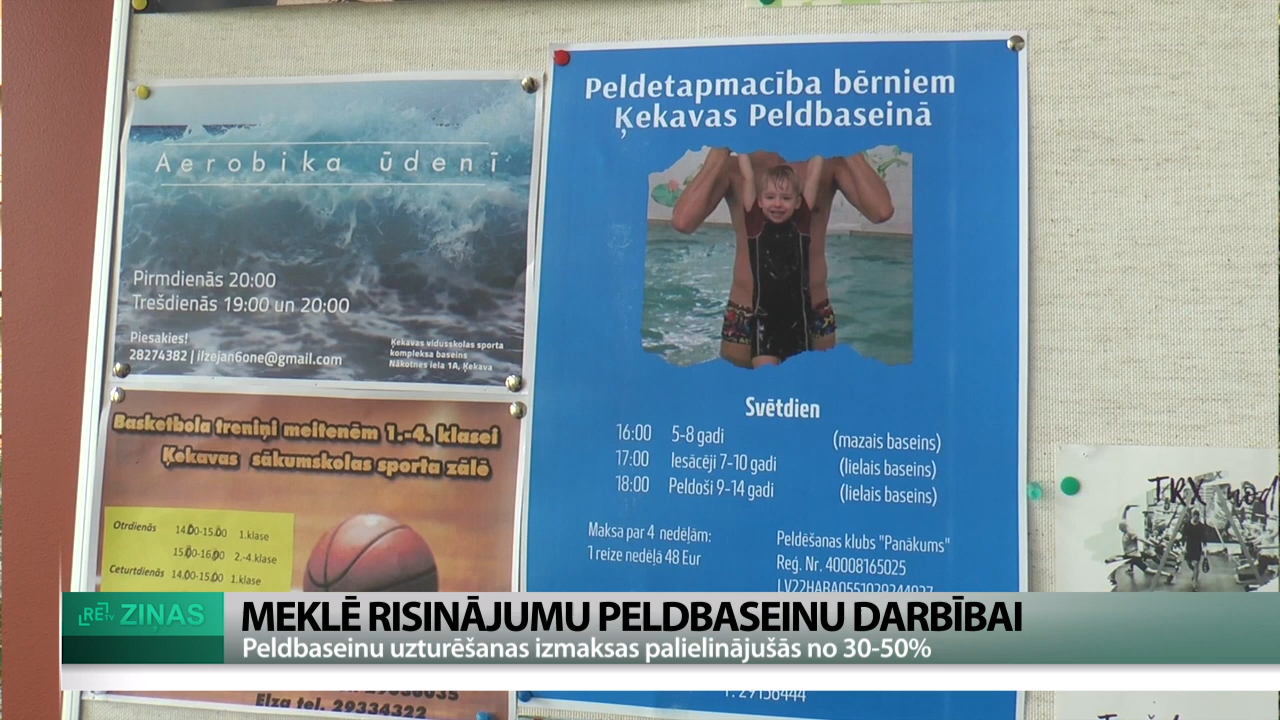 Aerobika ūdenī
Pirmdienās 20:00
Trešdienās 19:00 un 20:00
Piesakies!
28274382 | ilzejan6one@gmail.com
Ķekavas vidusskolas sporta
kompleksa baseins
Nākotnes iela 1A, Ķekava
Basketbola treniņi meitenēm 1.-4. klasei
Ķekavas sākumskolas sporta zālē
Otrdienās 14.00-15.00 1.klase
15.00-16.00 2.-4.klase
Ceturtdienās 14.00-15.00 1.klase
Elza tel. 29334322
Peldetapmacība bērniem
Ķekavas Peldbaseinā
Svētdien
16:00 5-8 gadi (mazais baseins)
17:00 Iesācēji 7-10 gadi (lielais baseins)
18:00 Peldoši 9-14 gadi (lielais baseins)
Maksa par 4 nedēļām:
1 reize nedēļā 48 Eur
Peldēšanas klubs "Panākums"
Reģ. Nr. 40008165025
TRX
RE TV ZIŅAS
MEKLĒ RISINĀJUMU PELDBASEINU DARBĪBAI
Peldbaseinu uzturēšanas izmaksas palielinājušās no 30-50%